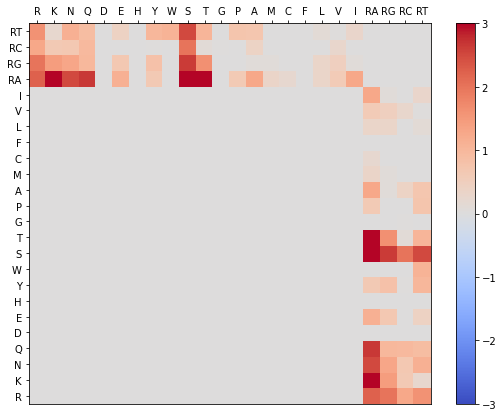 R K N Q D E H Y W S T G P A M C F L V I RA RG RC RT
RT
RC
RG
RA
I
V
L
F
C
M
A
P
G
T
S
W
Y
H
E
D
Q
N
K
R
3
2
1
0
−1
−2
−3